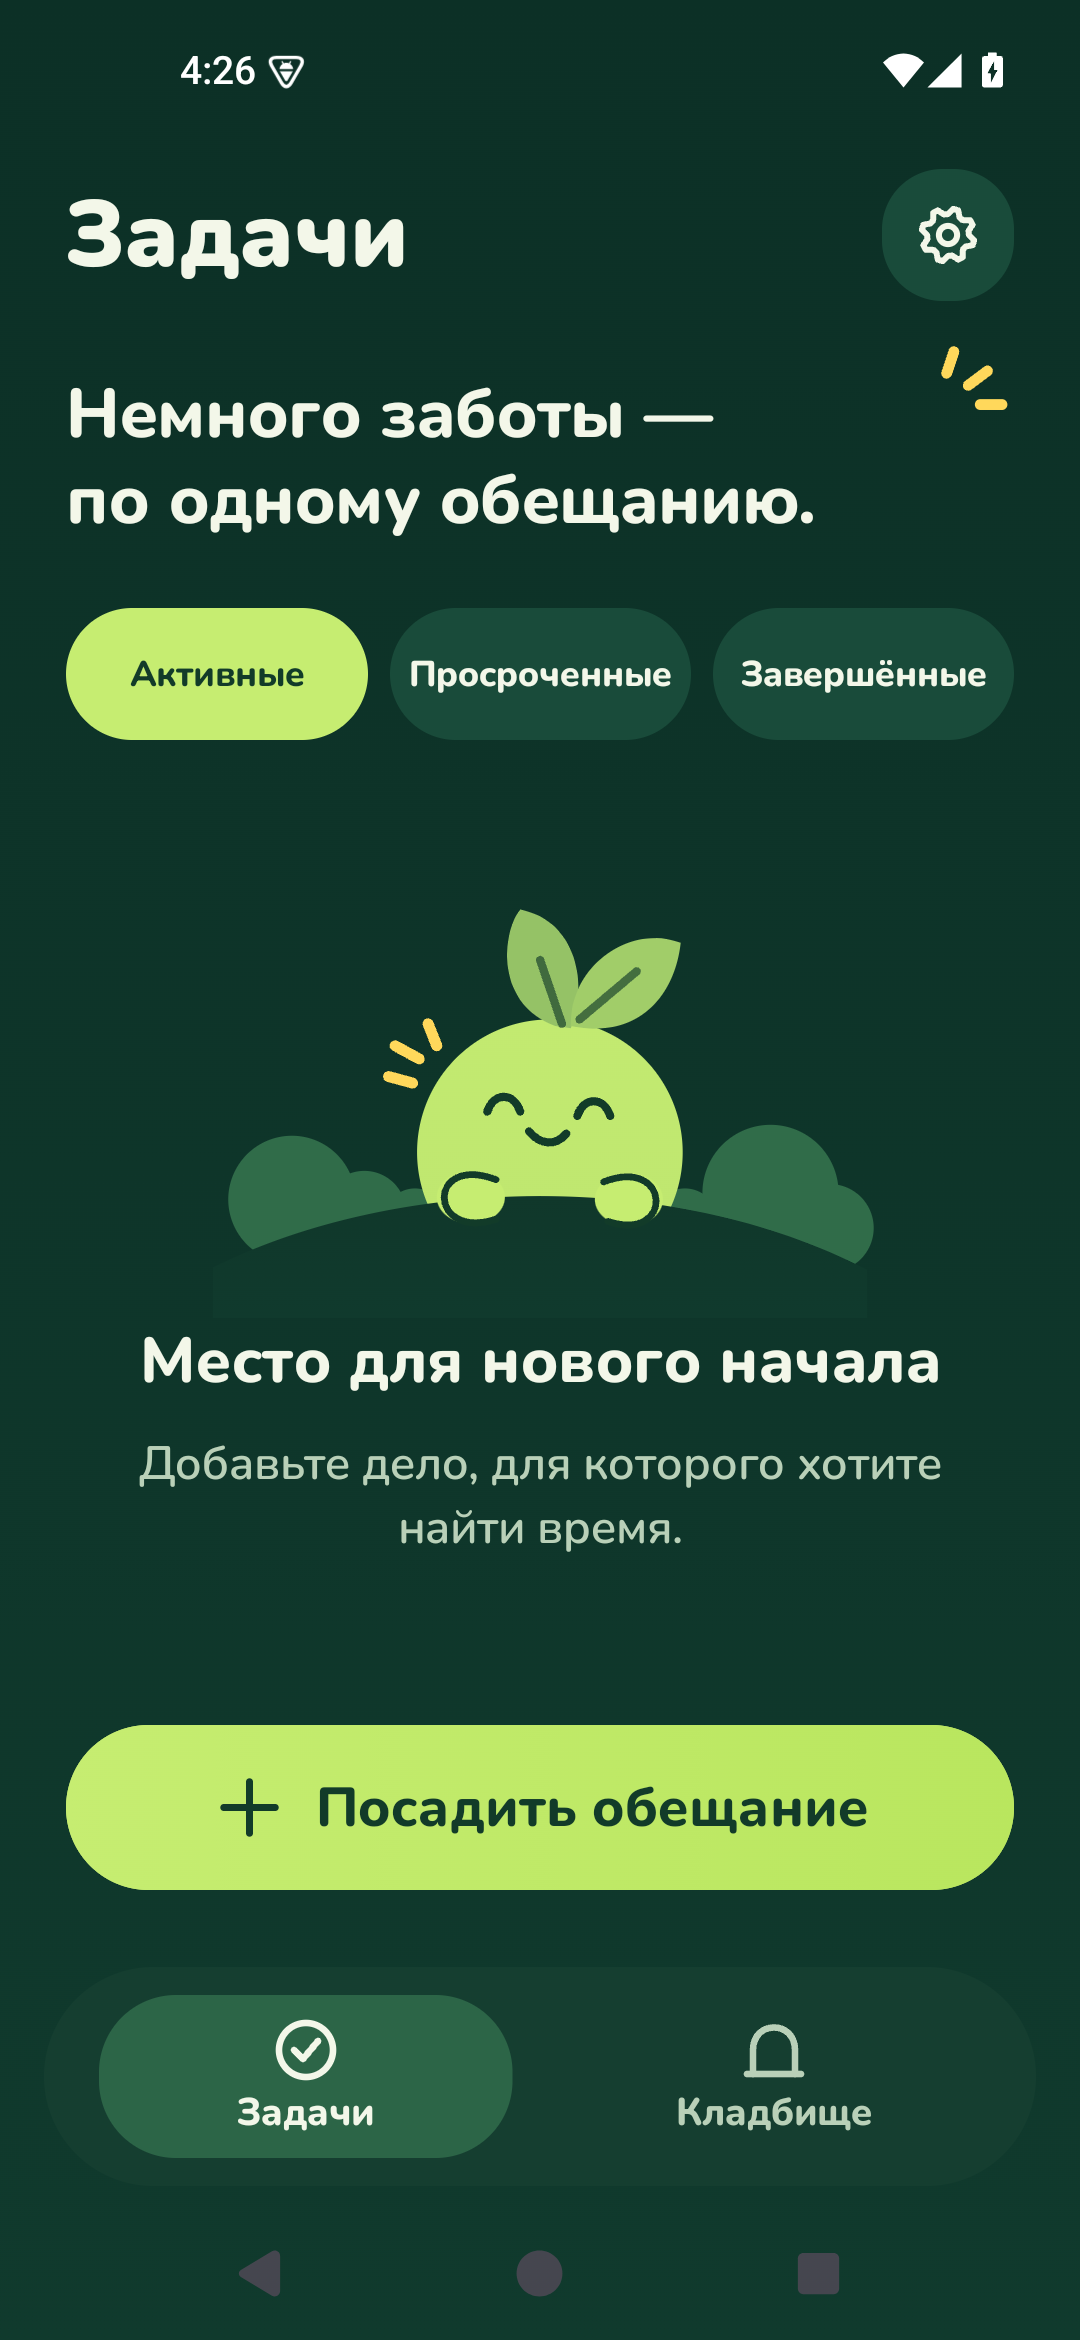 4:26
Задачи
Немного заботы —
по одному обещанию.
Активные
Просроченные
Завершённые
Место для нового начала
Добавьте дело, для которого хотите
найти время.
Посадить обещание
Задачи
Кладбище